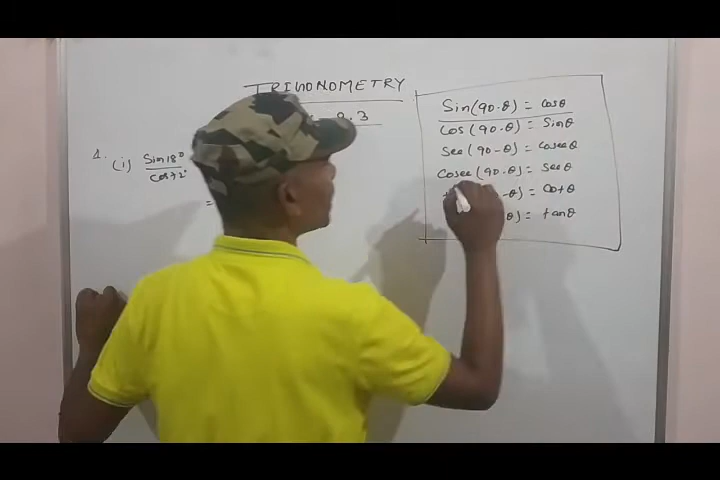 TRIGONOMETRY
8.3
1. (i) Sin18°
Cos72°
=
Sin(90-θ) = Cosθ
Cos(90-θ) = Sinθ
Sec(90-θ) = Cosecθ
Cosec(90-θ) = Secθ
-θ) = Cotθ
θ) = tanθ